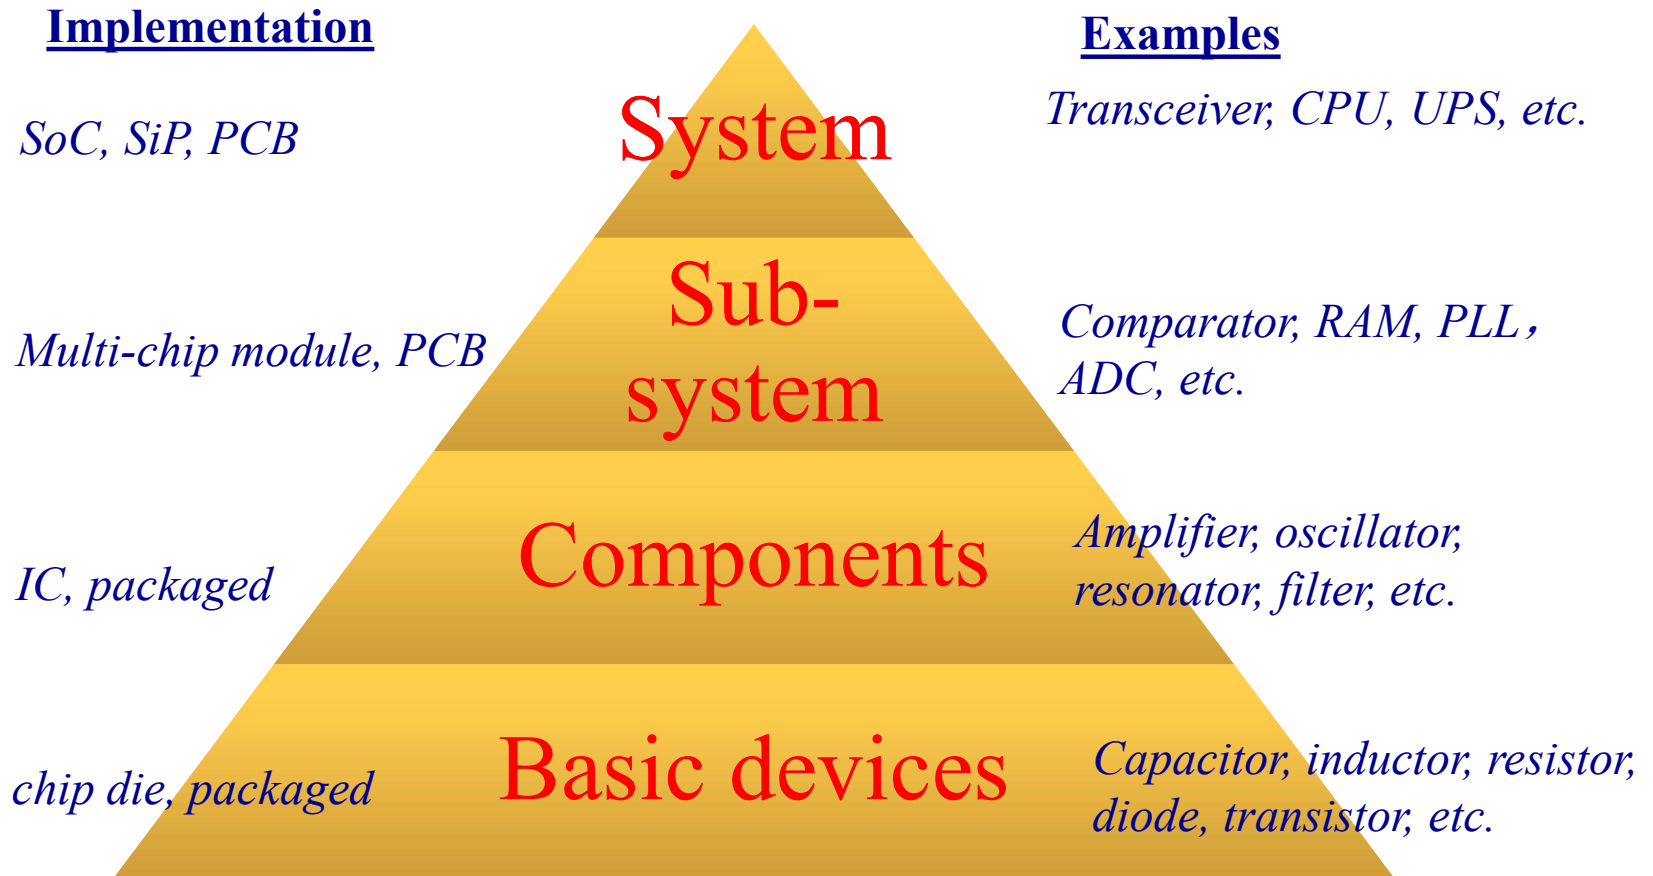 Implementation
Examples
SoC, SiP, PCB
System
Transceiver, CPU, UPS, etc.
Multi-chip module, PCB
Sub-
system
Comparator, RAM, PLL，
ADC, etc.
IC, packaged
Components
Amplifier, oscillator,
resonator, filter, etc.
chip die, packaged
Basic devices
Capacitor, inductor, resistor,
diode, transistor, etc.